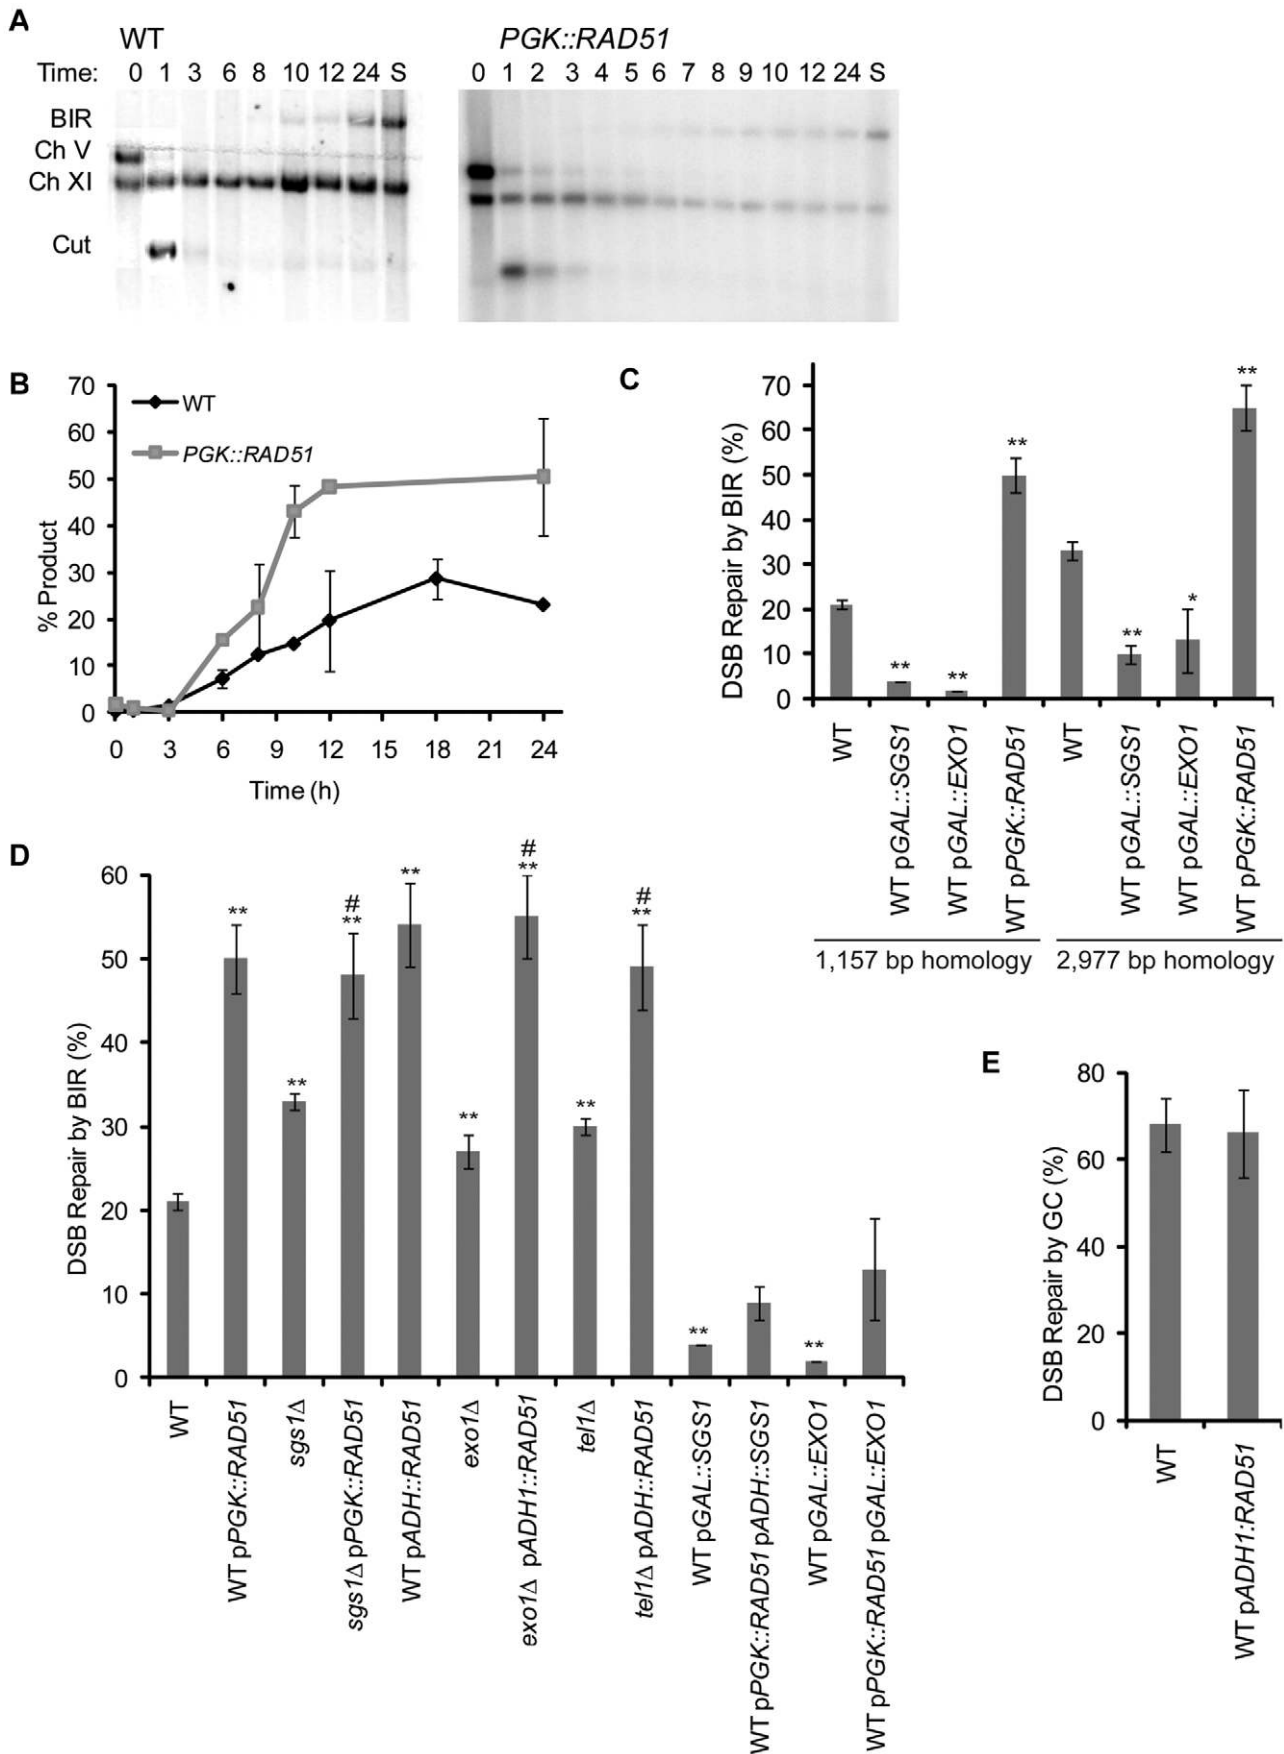 A
WT
PGK::RAD51
Time: 0 1 3 6 8 10 12 24 S
0 1 2 3 4 5 6 7 8 9 10 12 24 S
BIR
Ch V
Ch XI
Cut
B
70
60
50
40
30
20
10
0
% Product
WT
PGK::RAD51
0 3 6 9 12 15 18 21 24
Time (h)
C
70
60
50
40
30
20
10
0
DSB Repair by BIR (%)
**
**
**
**
*
**
WT
WT pGAL::SGS1
WT pGAL::EXO1
WT pPGK::RAD51
WT
WT pGAL::SGS1
WT pGAL::EXO1
WT pPGK::RAD51
1,157 bp homology
2,977 bp homology
D
60
50
40
30
20
10
0
DSB Repair by BIR (%)
**
**
#
**
**
**
#
**
**
#
**
**
**
WT
WT pPGK::RAD51
sgs1Δ
sgs1Δ pPGK::RAD51
WT pADH::RAD51
exo1Δ
exo1Δ pADH1::RAD51
tel1Δ
tel1Δ pADH::RAD51
WT pGAL::SGS1
WT pPGK::RAD51 pADH::SGS1
WT pGAL::EXO1
WT pPGK::RAD51 pGAL::EXO1
E
80
60
40
20
0
DSB Repair by GC (%)
WT
WT pADH1:RAD51